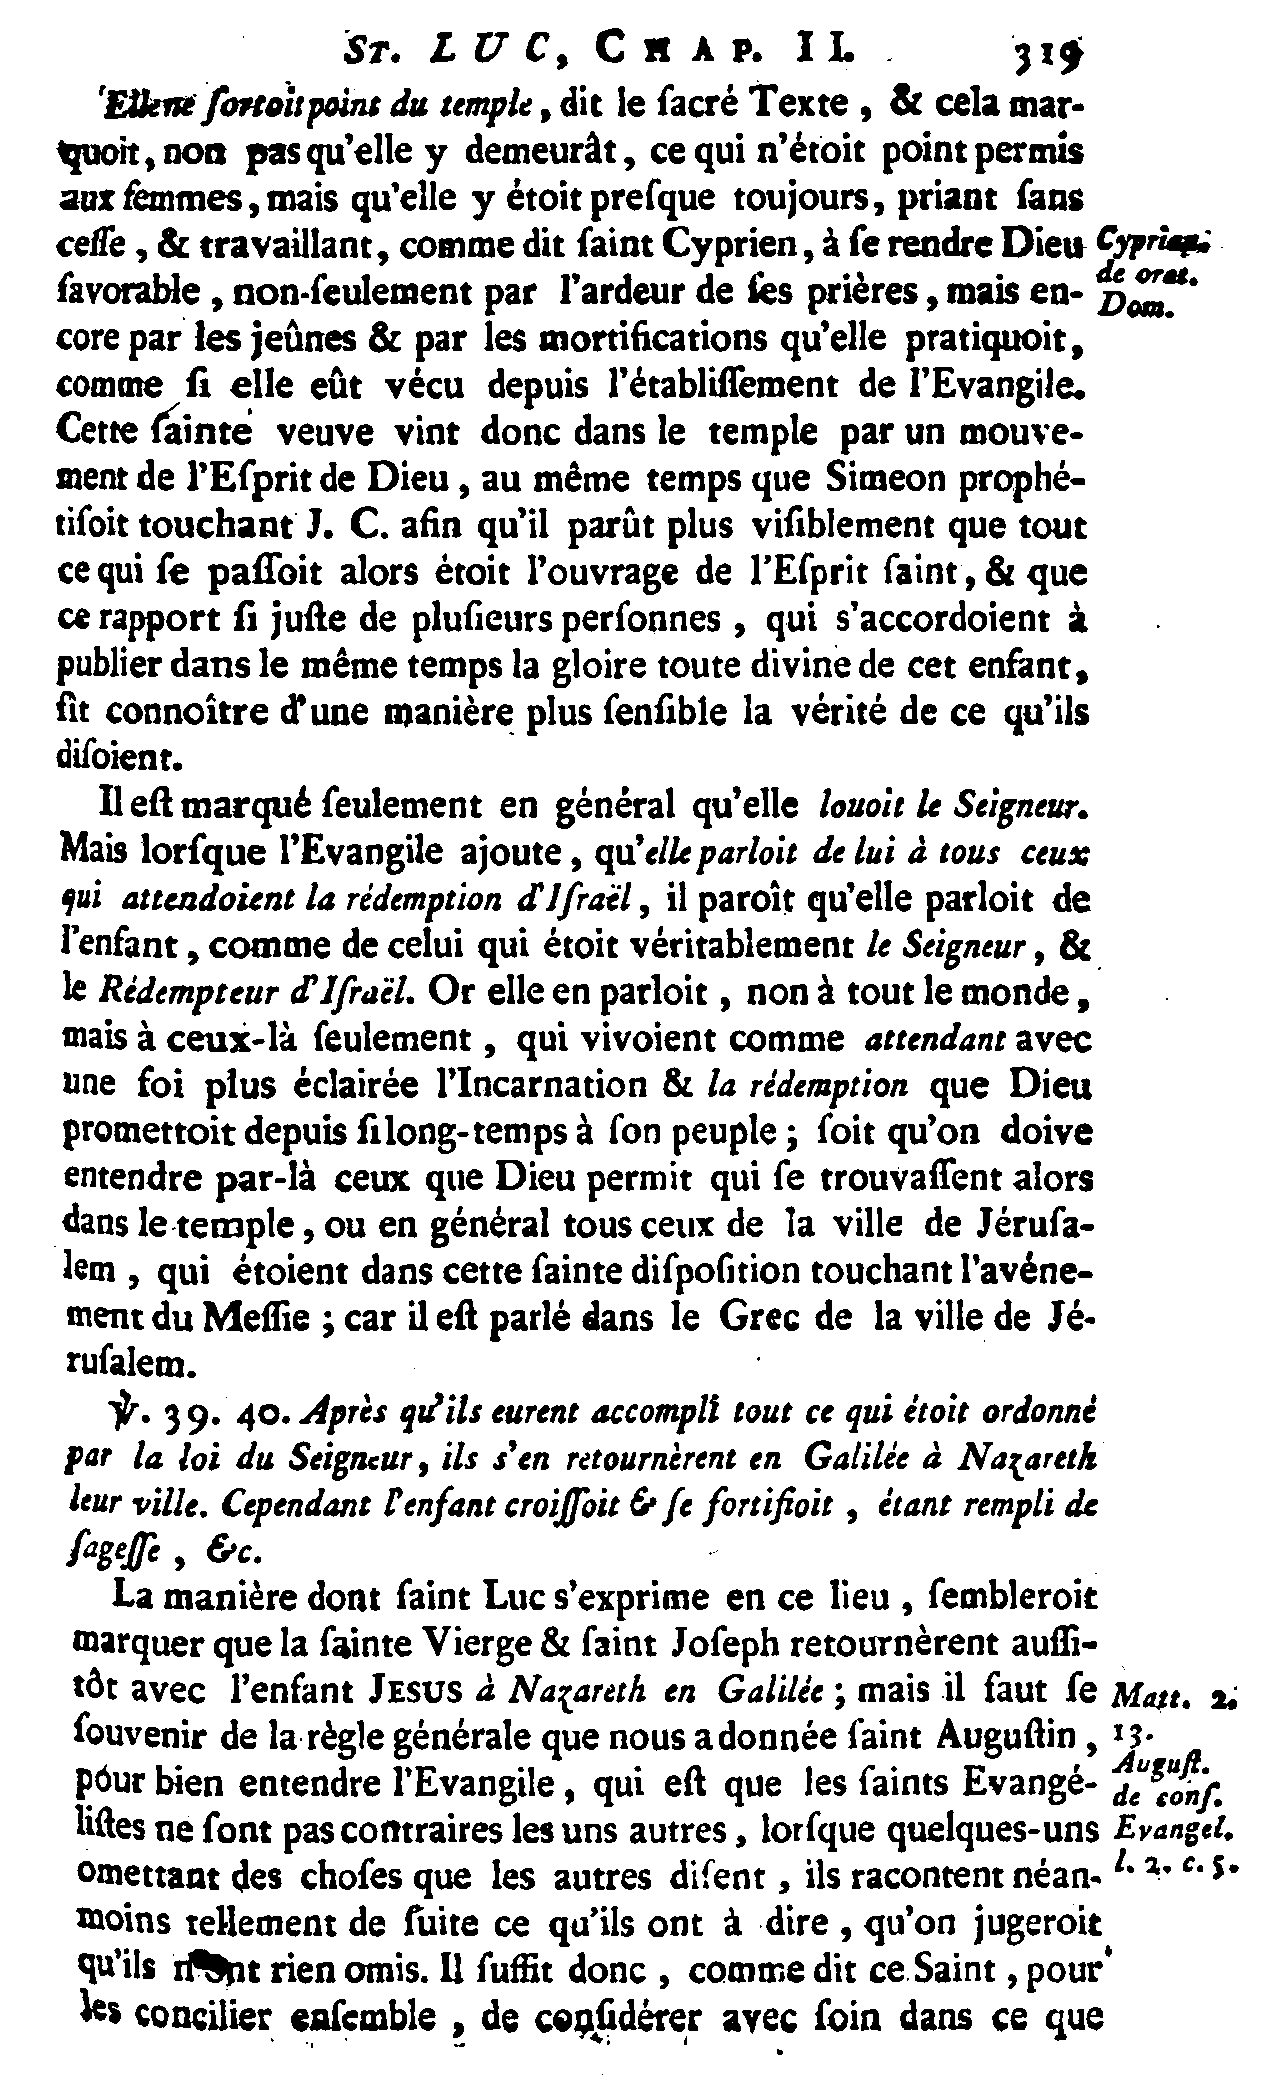 ST. LUC, CHAP. II. 319
Elle ne ſortoit point du temple, dit le ſacré Texte, & cela mar-
quoit, non pas qu'elle y demeurât, ce qui n'étoit point permis
aux femmes, mais qu'elle y étoit preſque toujours, priant ſans
ceſſe, & travaillant, comme dit ſaint Cyprien, à ſe rendre Dieu
favorable, non-ſeulement par l'ardeur de ſes prières, mais en-
core par les jeûnes & par les mortifications qu'elle pratiquoit,
comme ſi elle eût vécu depuis l'établiſſement de l'Evangile.
Cette ſainte veuve vint donc dans le temple par un mouve-
ment de l'Eſprit de Dieu, au même temps que Simeon prophé-
tiſoit touchant J. C. afin qu'il parût plus viſiblement que tout
ce qui ſe paſſoit alors étoit l'ouvrage de l'Eſprit ſaint, & que
ce rapport ſi juſte de pluſieurs perſonnes, qui s'accordoient à
publier dans le même temps la gloire toute divine de cet enfant,
fît connoître d'une manière plus ſenſible la vérité de ce qu'ils
diſoient.
Cyprian.
de orat.
Dom.
Il eſt marqué ſeulement en général qu'elle louoit le Seigneur.
Mais lorſque l'Evangile ajoute, qu'elle parloit de lui à tous ceux
qui attendoient la rédemption d'Iſraël, il paroît qu'elle parloit de
l'enfant, comme de celui qui étoit véritablement le Seigneur, &
le Rédempteur d'Iſraël. Or elle en parloit, non à tout le monde,
mais à ceux-là ſeulement, qui vivoient comme attendant avec
une foi plus éclairée l'Incarnation & la rédemption que Dieu
promettoit depuis ſi long-temps à ſon peuple; ſoit qu'on doive
entendre par-là ceux que Dieu permit qui ſe trouvaſſent alors
dans le temple, ou en général tous ceux de la ville de Jéruſa-
lem, qui étoient dans cette ſainte diſpoſition touchant l'avéne-
ment du Meſſie; car il eſt parlé dans le Grec de la ville de Jé-
ruſalem.
℣. 39. 40. Après qu'ils eurent accompli tout ce qui étoit ordonné
par la loi du Seigneur, ils s'en retournèrent en Galilée à Nazareth
leur ville. Cependant l'enfant croiſſoit & ſe fortifioit, étant rempli de
ſageſſe, &c.
La manière dont ſaint Luc s'exprime en ce lieu, ſembleroit
marquer que la ſainte Vierge & ſaint Joſeph retournèrent auſſi-
tôt avec l'enfant JESUS à Nazareth en Galilée; mais il faut ſe
ſouvenir de la règle générale que nous a donnée ſaint Auguſtin,
pour bien entendre l'Evangile, qui eſt que les ſaints Evangé-
liſtes ne ſont pas contraires les uns autres, lorſque quelques-uns
omettant des choſes que les autres diſent, ils racontent néan-
moins tellement de ſuite ce qu'ils ont à dire, qu'on jugeroit
qu'ils n'ont rien omis. Il ſuffit donc, comme dit ce Saint, pour
les concilier enſemble, de conſidérer avec ſoin dans ce que
Matt. 2.
13.
Auguſt.
de conſ.
Evangel.
l. 2. c. 5.